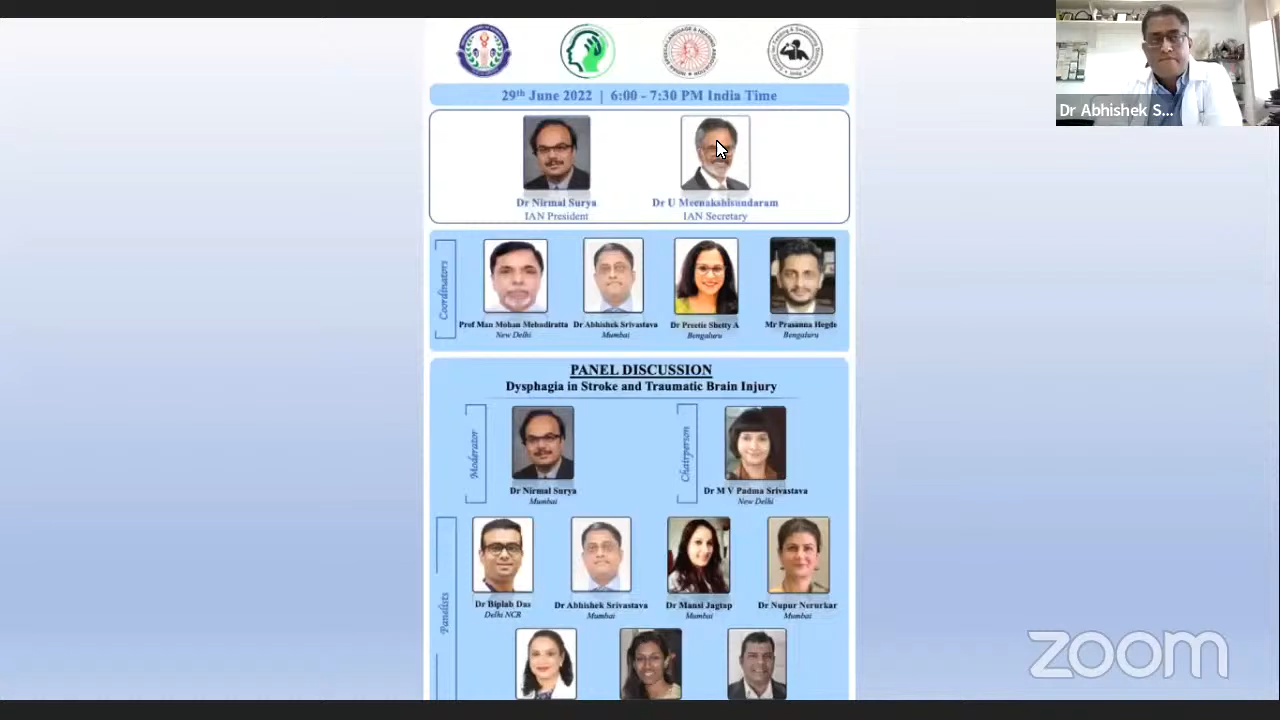 29th June 2022 | 6:00 - 7:30 PM India Time
Dr Abhishek S...
Dr Nirmal Surya
IAN President
Dr U Meenakshisundaram
IAN Secretary
Coordinators
Prof Man Mohan Mehndiratta
New Delhi
Dr Abhishek Srivastava
Mumbai
Dr Preetie Shetty A
Bengaluru
Mr Prasanna Hegde
Bengaluru
PANEL DISCUSSION
Dysphagia in Stroke and Traumatic Brain Injury
Moderator
Dr Nirmal Surya
Mumbai
Chairperson
Dr M V Padma Srivastava
New Delhi
Panelists
Dr Biplab Das
Delhi NCR
Dr Abhishek Srivastava
Mumbai
Dr Mansi Jagtap
Mumbai
Dr Nupur Nerurkar
Mumbai
zoom